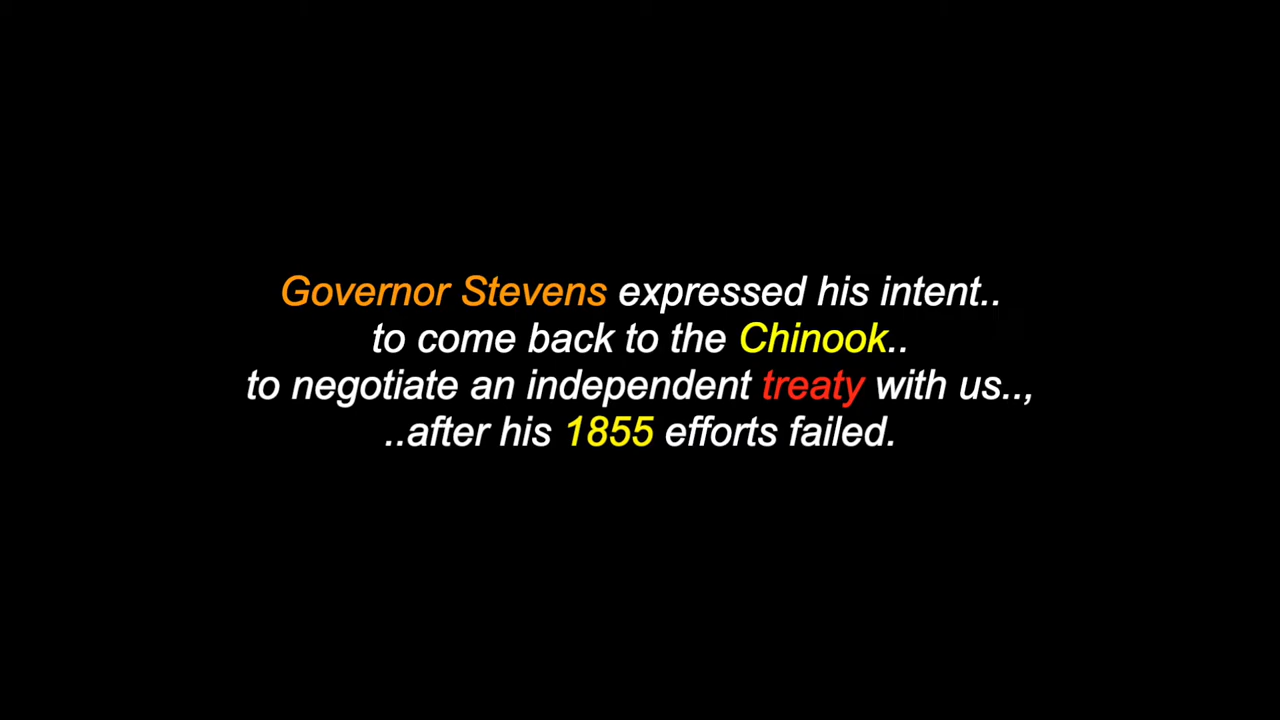 Governor Stevens expressed his intent..
to come back to the Chinook..
to negotiate an independent treaty with us..,
..after his 1855 efforts failed.